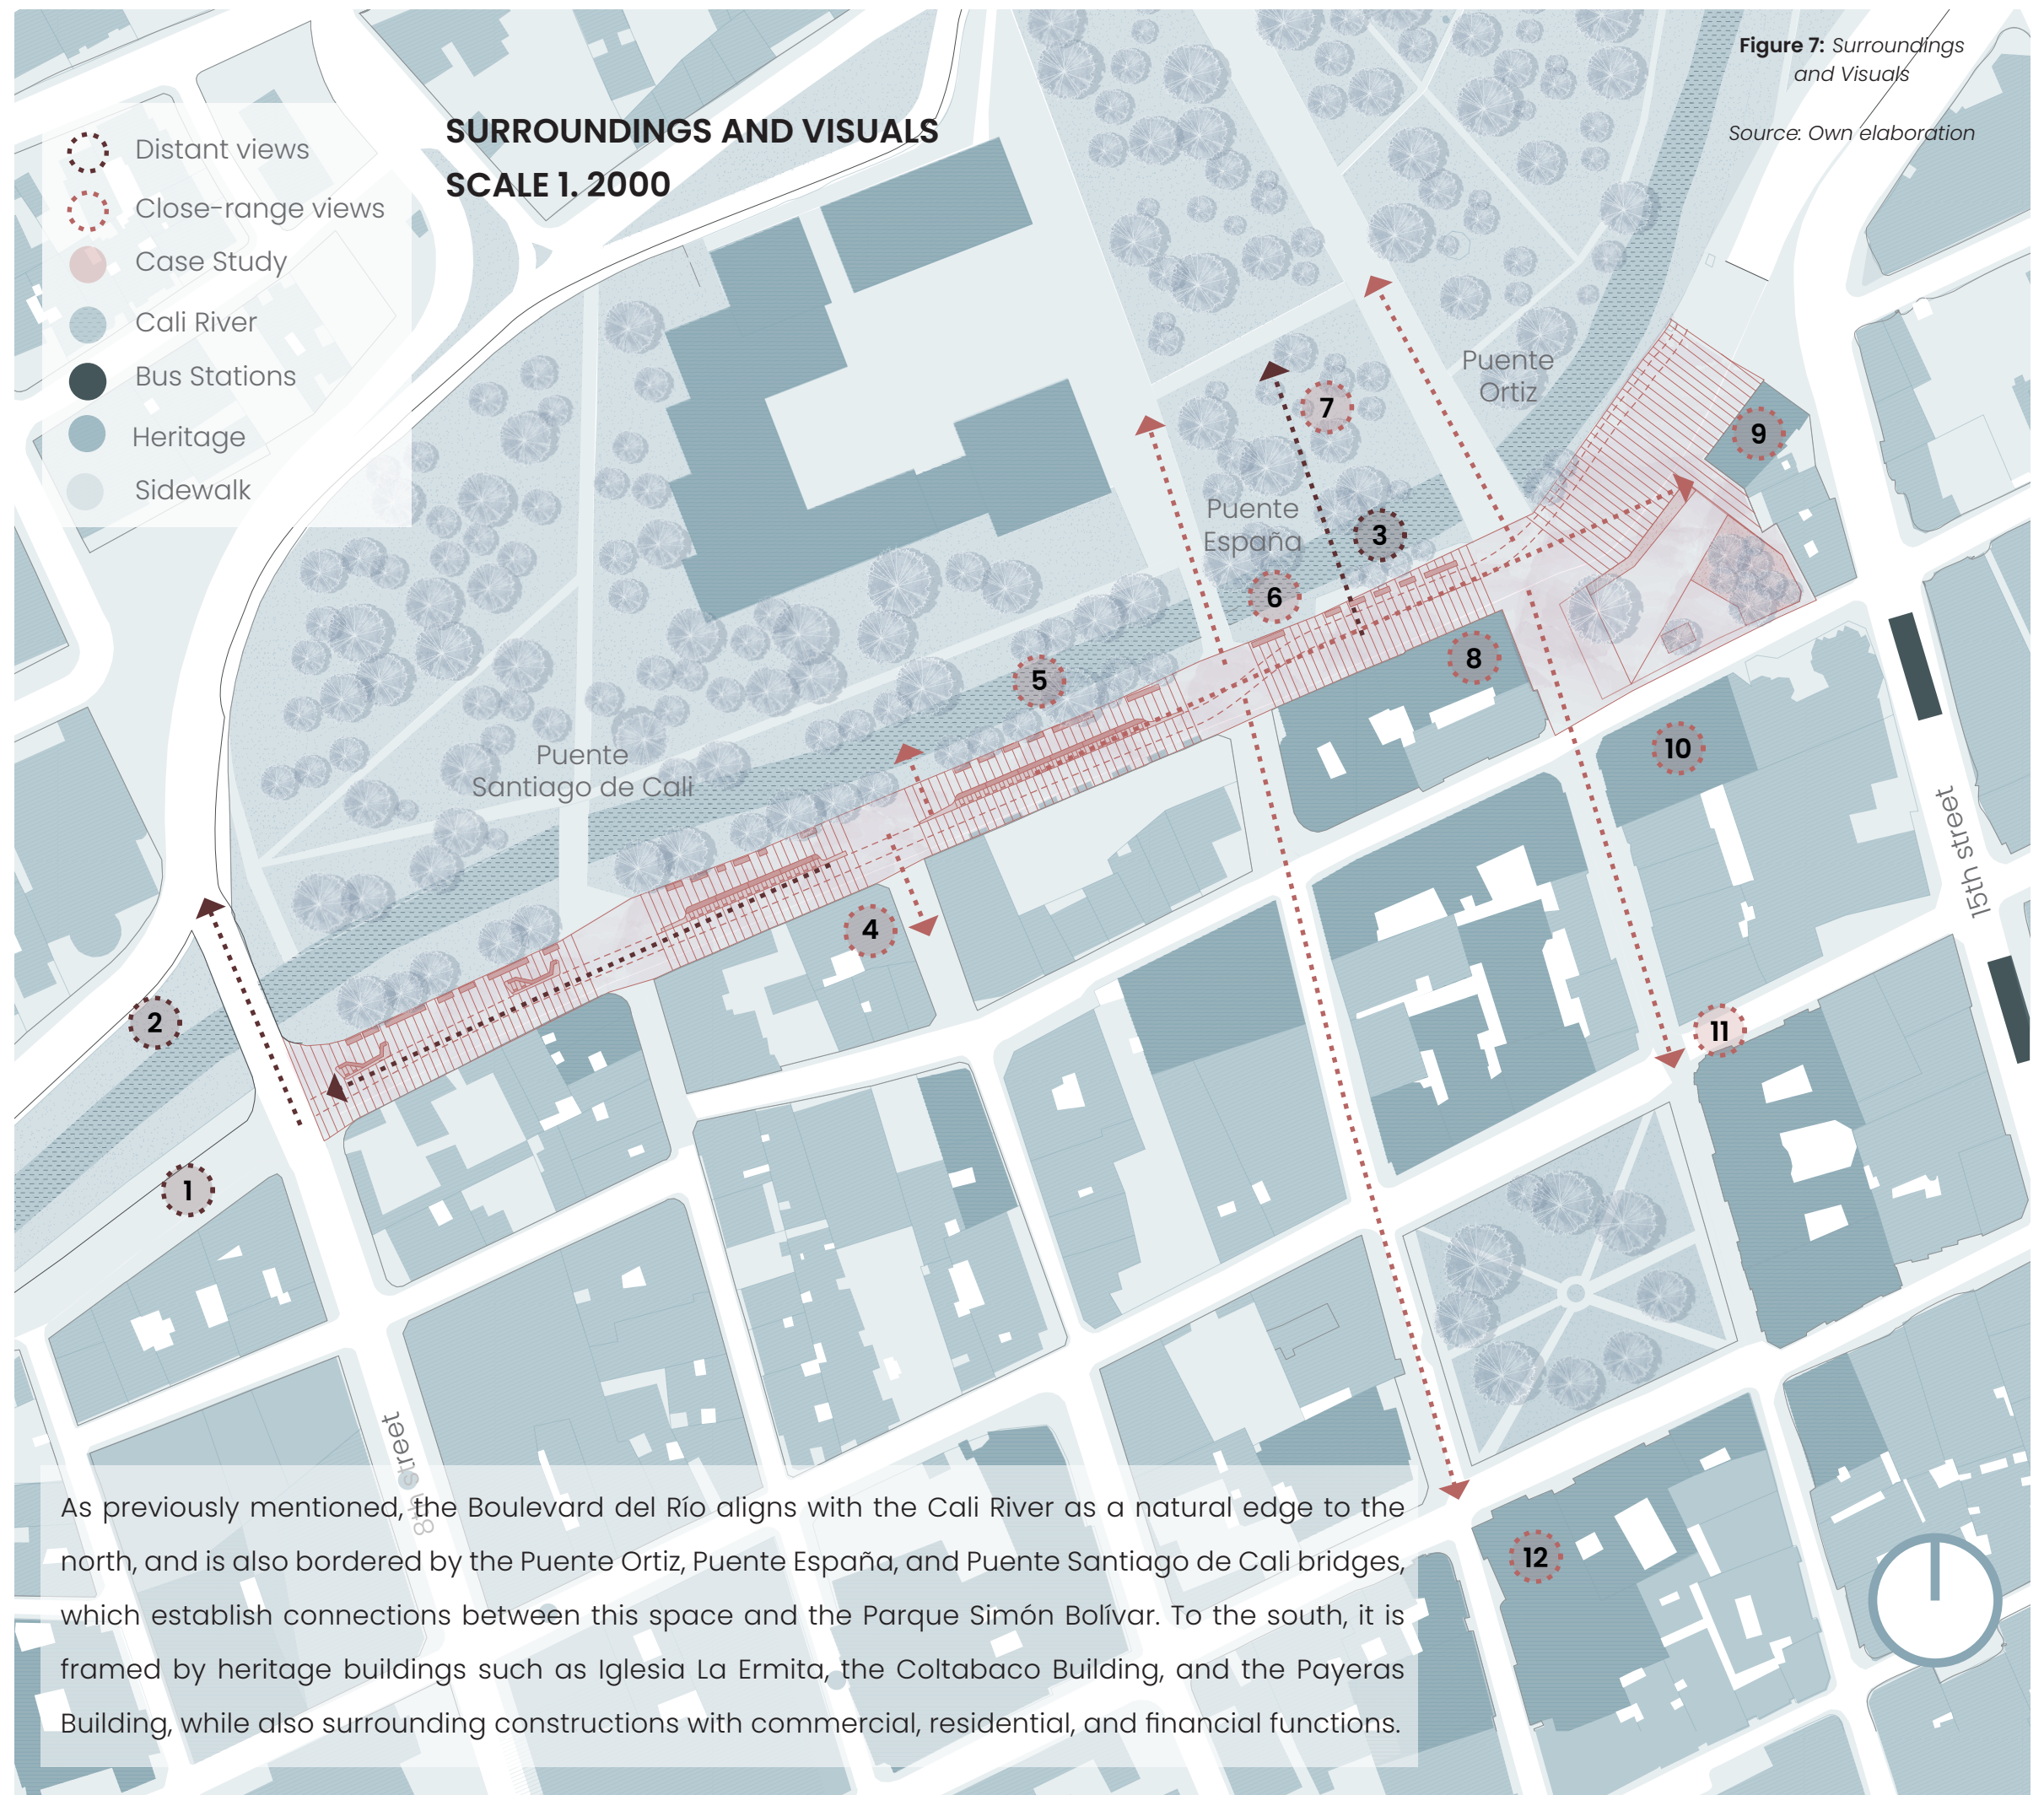 Figure 7: Surroundings
and Visuals
Source: Own elaboration
SURROUNDINGS AND VISUALS
SCALE 1. 2000
Distant views
Close-range views
Case Study
Cali River
Bus Stations
Heritage
Sidewalk
Puente
Ortiz
7
9
Puente
España
3
6
8
5
10
Puente
Santiago de Cali
15th street
4
2
11
1
8th street
12
As previously mentioned, the Boulevard del Río aligns with the Cali River as a natural edge to the
north, and is also bordered by the Puente Ortiz, Puente España, and Puente Santiago de Cali bridges,
which establish connections between this space and the Parque Simón Bolívar. To the south, it is
framed by heritage buildings such as Iglesia La Ermita, the Coltabaco Building, and the Payeras
Building, while also surrounding constructions with commercial, residential, and financial functions.